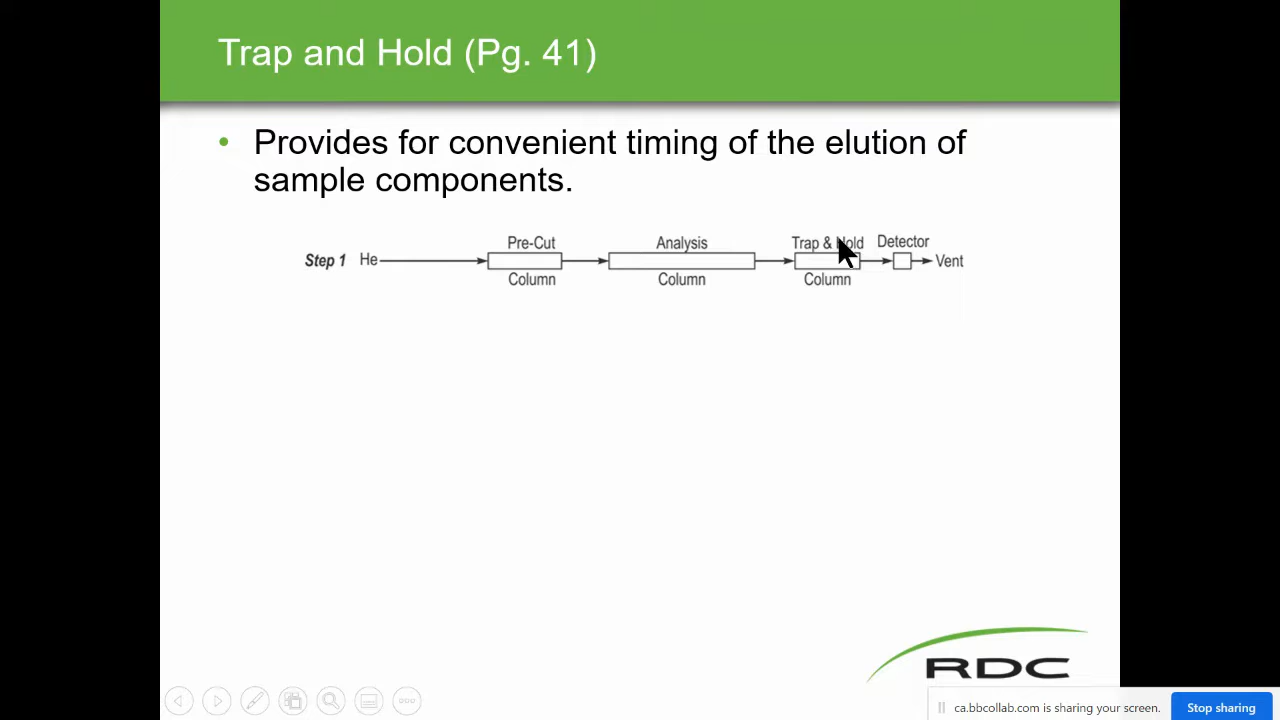 Trap and Hold (Pg. 41)
• Provides for convenient timing of the elution of
sample components.
Pre-Cut Analysis Trap & Hold Detector
Step 1 He Vent
Column Column Column
RDC
ca.bbcollab.com is sharing your screen. Stop sharing